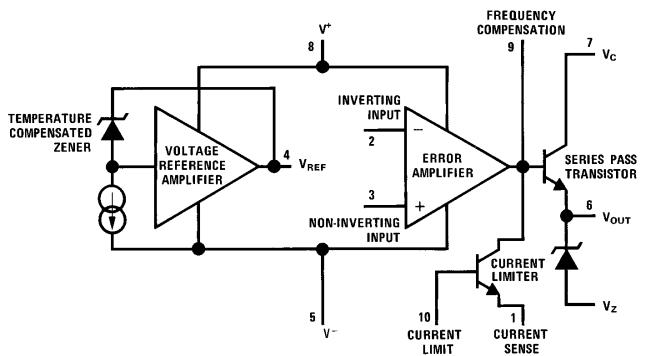 FREQUENCY
COMPENSATION
V+
8
9
7
VC
TEMPERATURE
COMPENSATED
ZENER
VOLTAGE
REFERENCE
AMPLIFIER
4
VREF
INVERTING
INPUT
2
−
ERROR
AMPLIFIER
3
+
NON-INVERTING
INPUT
SERIES PASS
TRANSISTOR
6
VOUT
CURRENT
LIMITER
VZ
5
V−
10
CURRENT
LIMIT
1
CURRENT
SENSE